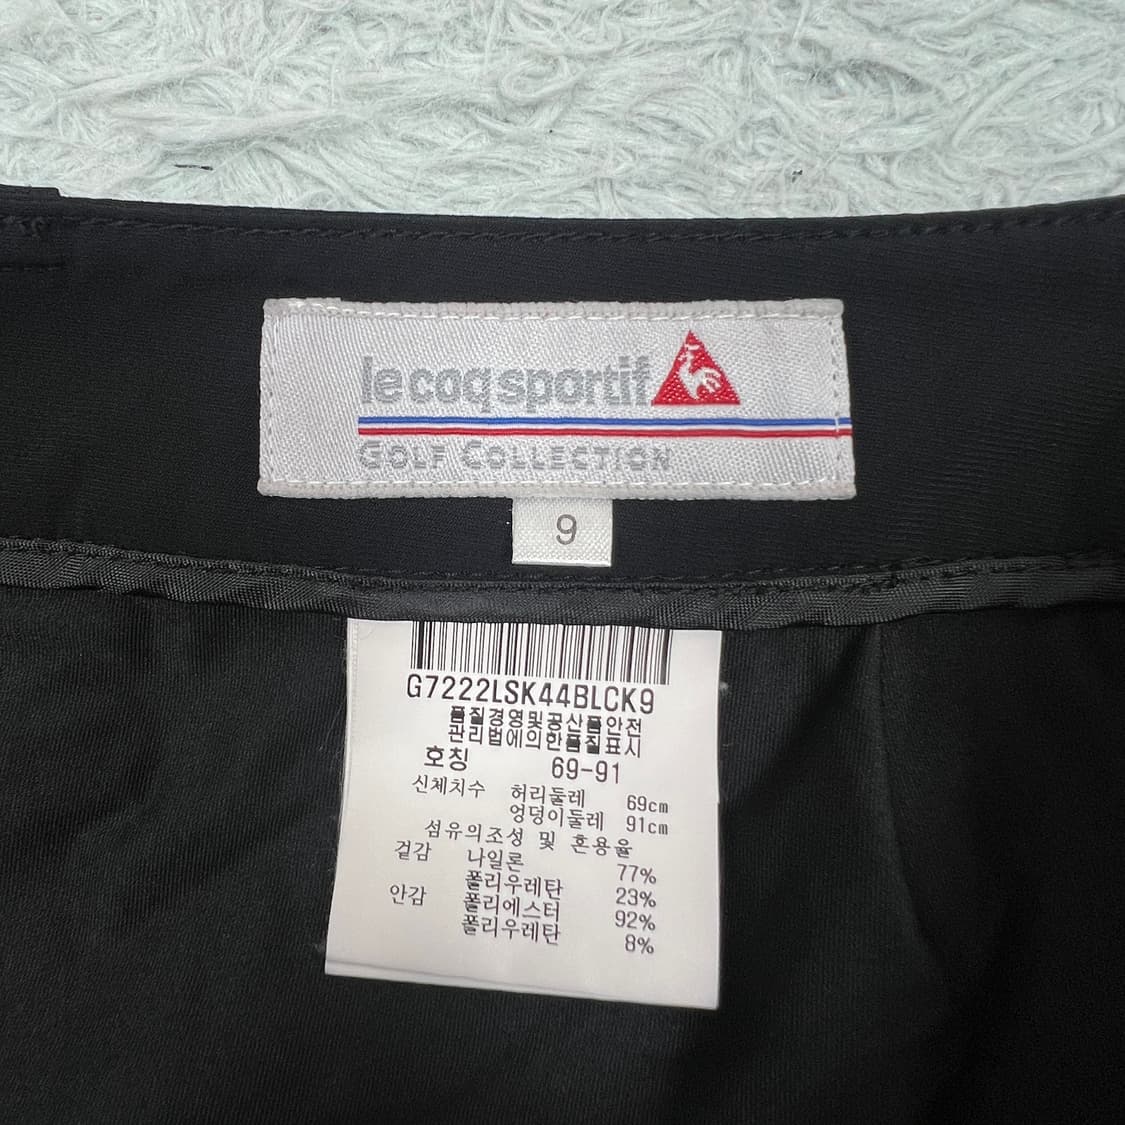 le coq sportif
GOLF COLLECTION
9
G7222LSK44BLCK9
품질경영및공산품안전
관리법에의한품질표시
호칭 69-91
신체치수 허리둘레 69cm
엉덩이둘레 91cm
섬유의조성 및 혼용율
겉감 나일론 77%
폴리우레탄 23%
안감 폴리에스터 92%
폴리우레탄 8%